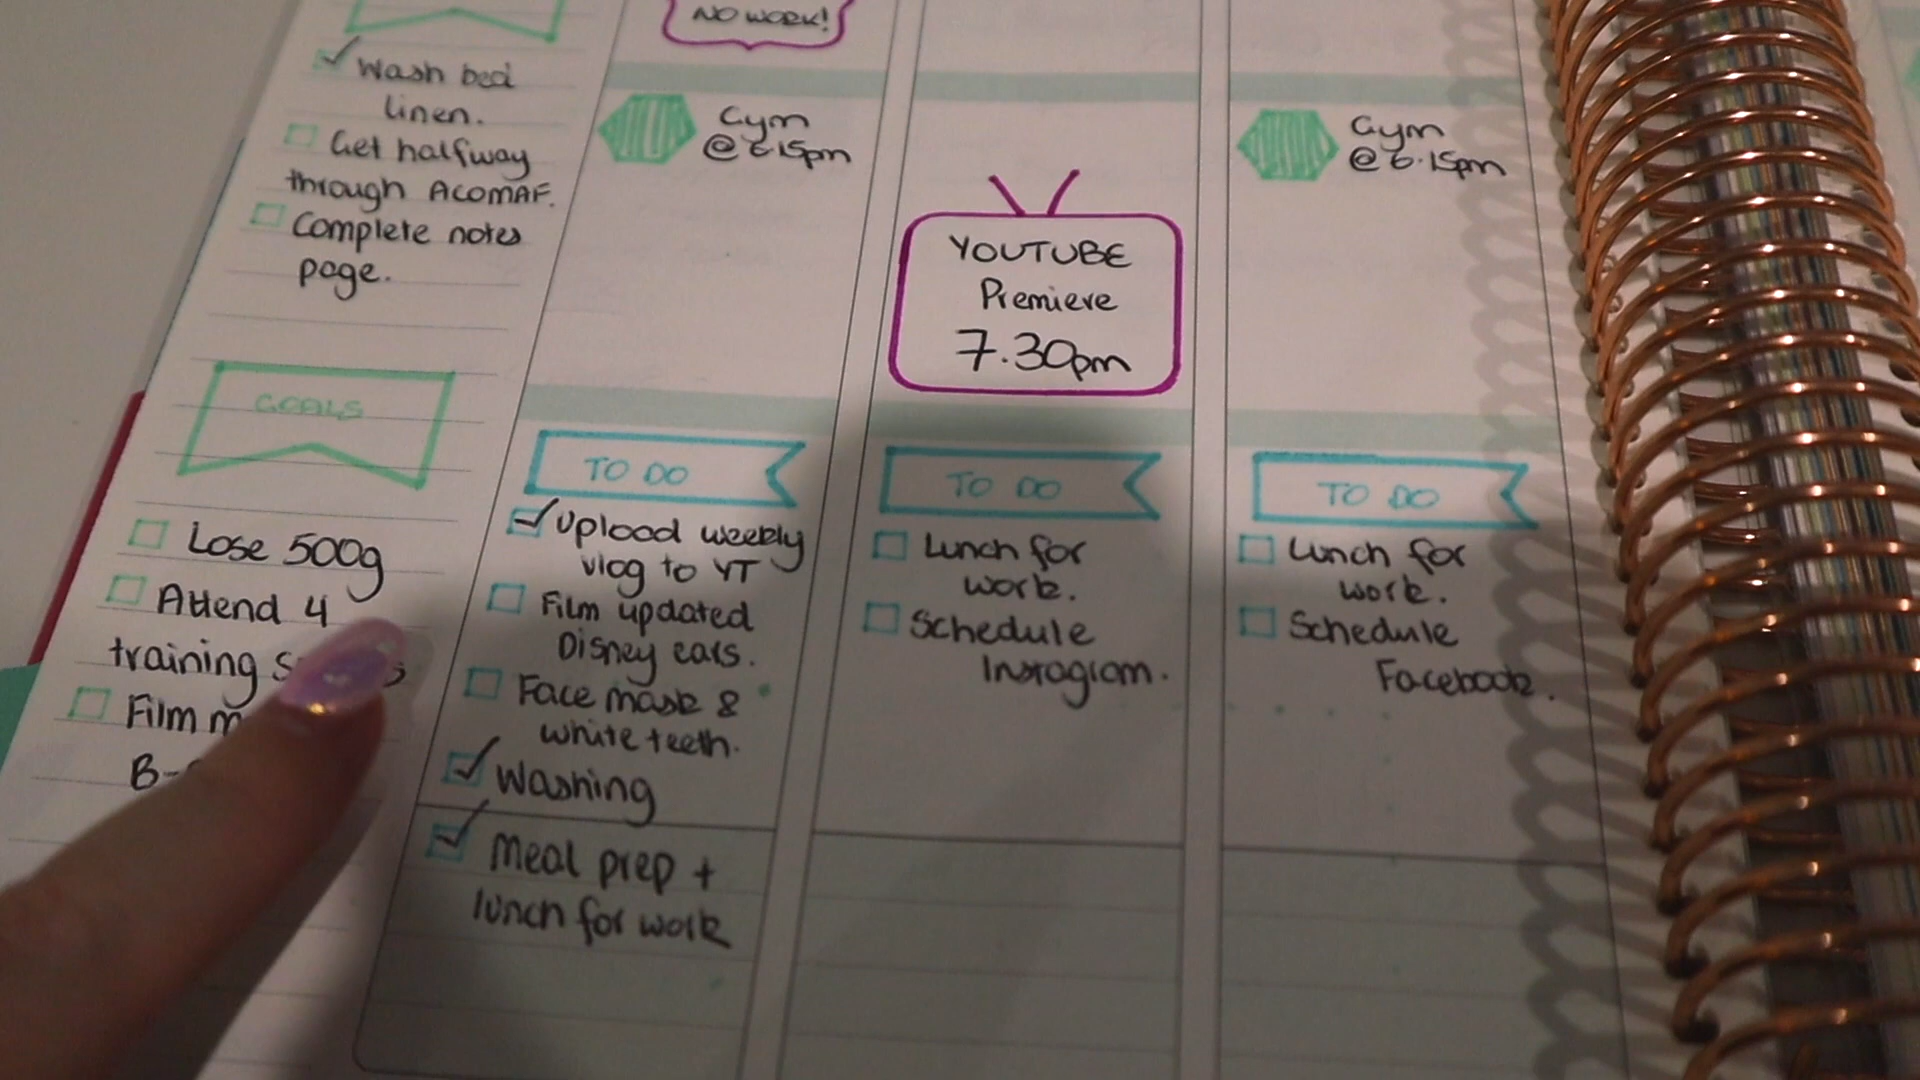 Wash bed
linen.
Get halfway
through ACOMAF.
Complete notes
page.
GOALS
Lose 500g
Attend 4
training
Film
NO WORK!
Gym
@ 6.15pm
TO DO
Upload weekly
vlog to YT
Film updated
Disney ears.
Face mask &
white teeth.
Washing
Meal prep +
lunch for work
YOUTUBE
Premiere
7.30pm
TO DO
Lunch for
work.
Schedule
Instagram.
Gym
@ 6.15pm
TO DO
Lunch for
work.
Schedule
Facebook.